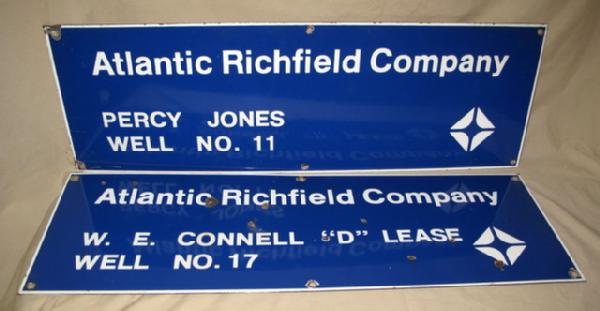 Atlantic Richfield Company
PERCY JONES
WELL NO. 11
Atlantic Richfield Company
W. E. CONNELL "D" LEASE
WELL NO. 17